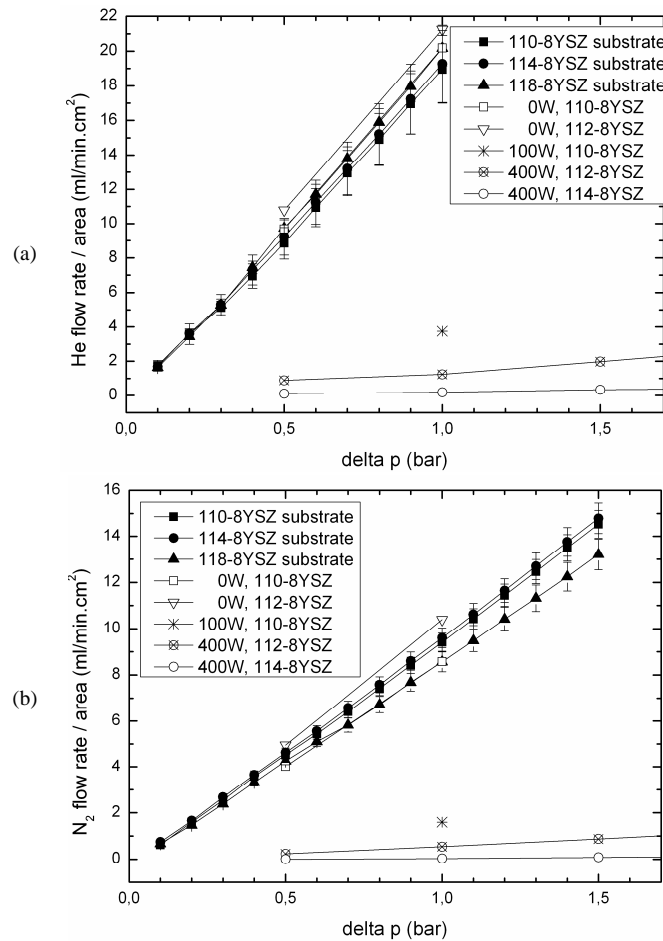 (a)
He flow rate / area (ml/min.cm²)
22
20
18
16
14
12
10
8
6
4
2
0
110-8YSZ substrate
114-8YSZ substrate
118-8YSZ substrate
0W, 110-8YSZ
0W, 112-8YSZ
100W, 110-8YSZ
400W, 112-8YSZ
400W, 114-8YSZ
0,0 0,5 1,0 1,5
delta p (bar)
(b)
N₂ flow rate / area (ml/min.cm²)
16
14
12
10
8
6
4
2
0
110-8YSZ substrate
114-8YSZ substrate
118-8YSZ substrate
0W, 110-8YSZ
0W, 112-8YSZ
100W, 110-8YSZ
400W, 112-8YSZ
400W, 114-8YSZ
0,0 0,5 1,0 1,5
delta p (bar)